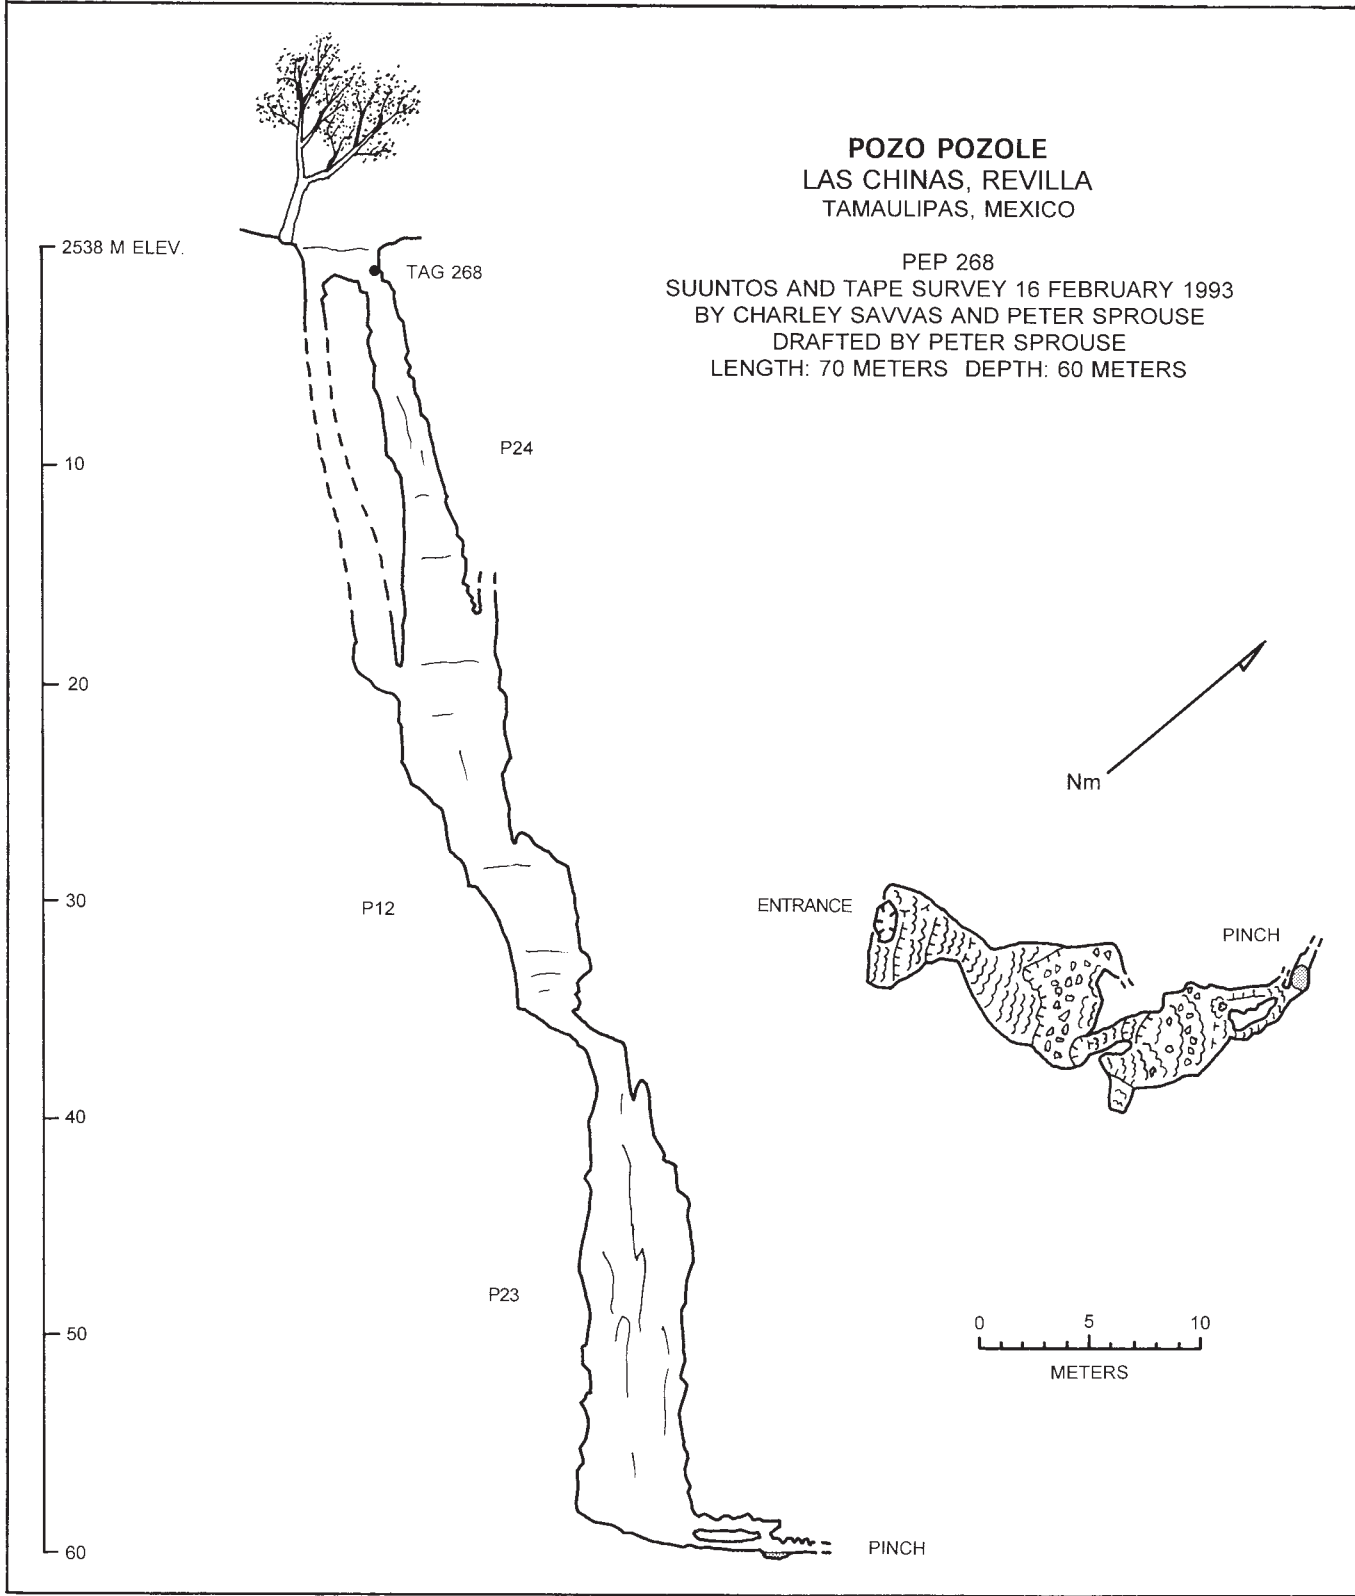 POZO POZOLE
LAS CHINAS, REVILLA
TAMAULIPAS, MEXICO
PEP 268
SUUNTOS AND TAPE SURVEY 16 FEBRUARY 1993
BY CHARLEY SAVVAS AND PETER SPROUSE
DRAFTED BY PETER SPROUSE
LENGTH: 70 METERS DEPTH: 60 METERS
2538 M ELEV.
TAG 268
P24
10
20
Nm
30
P12
ENTRANCE
PINCH
40
P23
0 5 10
METERS
50
60
PINCH